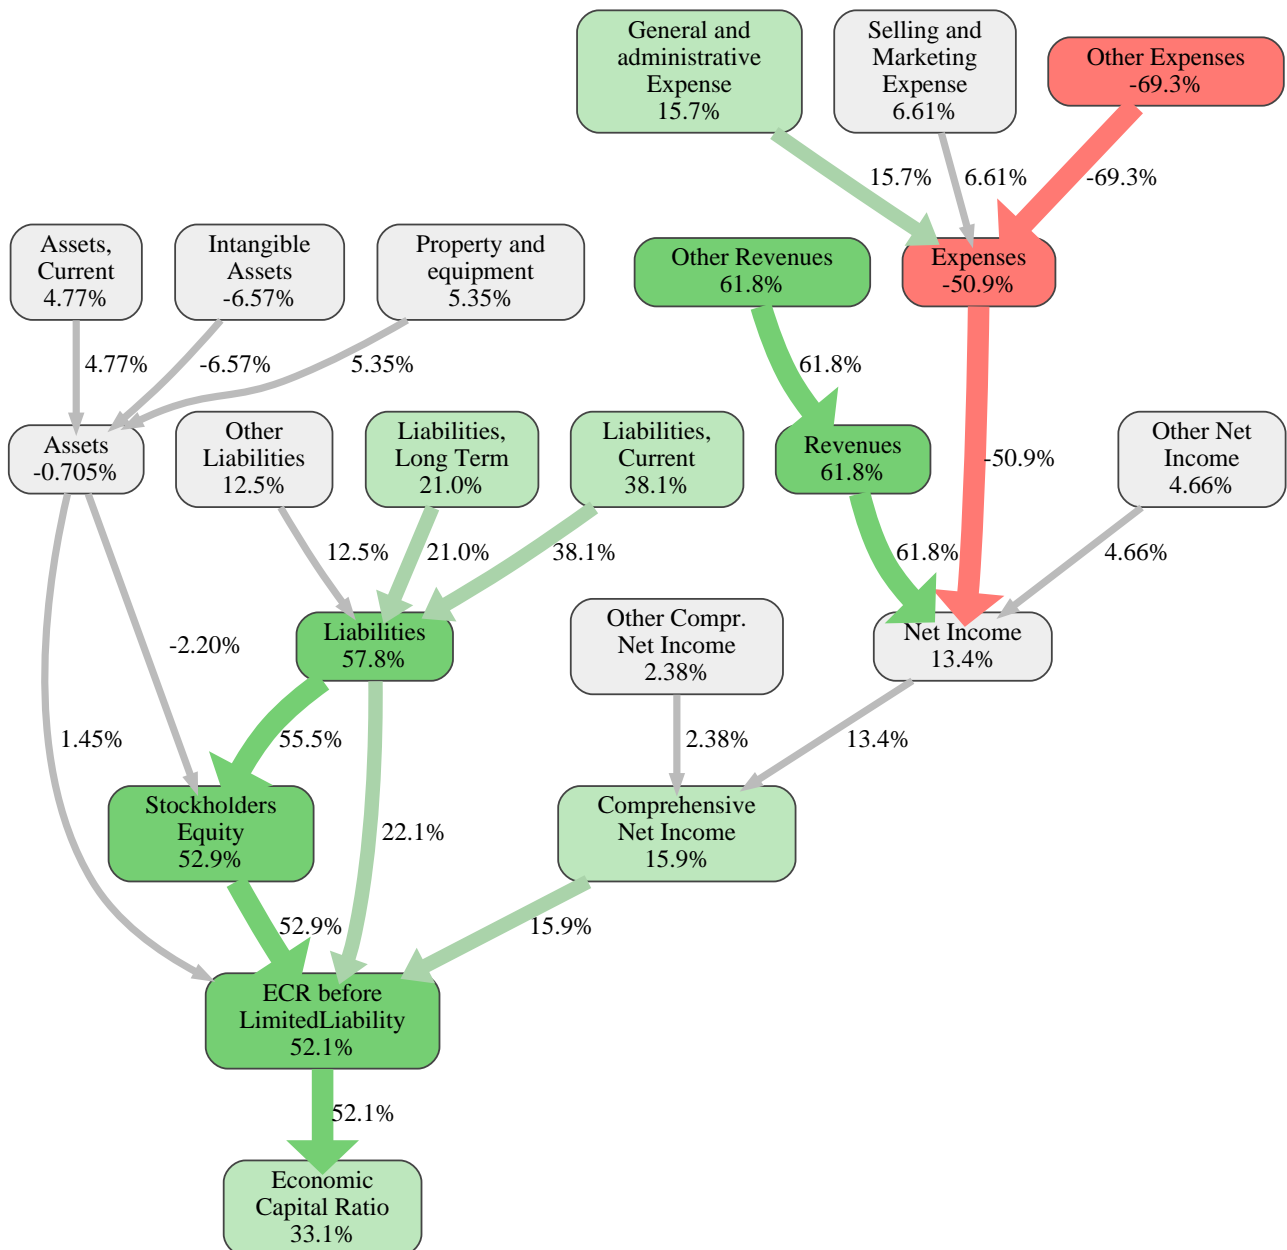 General and
administrative
Expense
15.7%
Selling and
Marketing
Expense
6.61%
Other Expenses
-69.3%
15.7%
6.61%
-69.3%
Assets,
Current
4.77%
Intangible
Assets
-6.57%
Property and
equipment
5.35%
Other Revenues
61.8%
Expenses
-50.9%
4.77%
-6.57%
5.35%
61.8%
Assets
-0.705%
Other
Liabilities
12.5%
Liabilities,
Long Term
21.0%
Liabilities,
Current
38.1%
Revenues
61.8%
-50.9%
Other Net
Income
4.66%
12.5%
21.0%
38.1%
61.8%
4.66%
Liabilities
57.8%
Other Compr.
Net Income
2.38%
Net Income
13.4%
-2.20%
1.45%
55.5%
2.38%
13.4%
Stockholders
Equity
52.9%
22.1%
Comprehensive
Net Income
15.9%
52.9%
15.9%
ECR before
LimitedLiability
52.1%
52.1%
Economic
Capital Ratio
33.1%